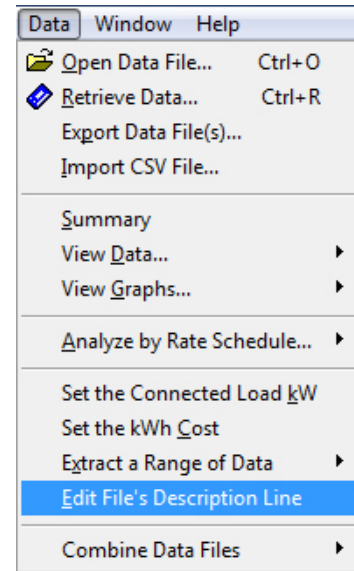 Data Window Help
Open Data File... Ctrl+O
Retrieve Data... Ctrl+R
Export Data File(s)...
Import CSV File...
Summary
View Data...
View Graphs...
Analyze by Rate Schedule...
Set the Connected Load kW
Set the kWh Cost
Extract a Range of Data
Edit File's Description Line
Combine Data Files